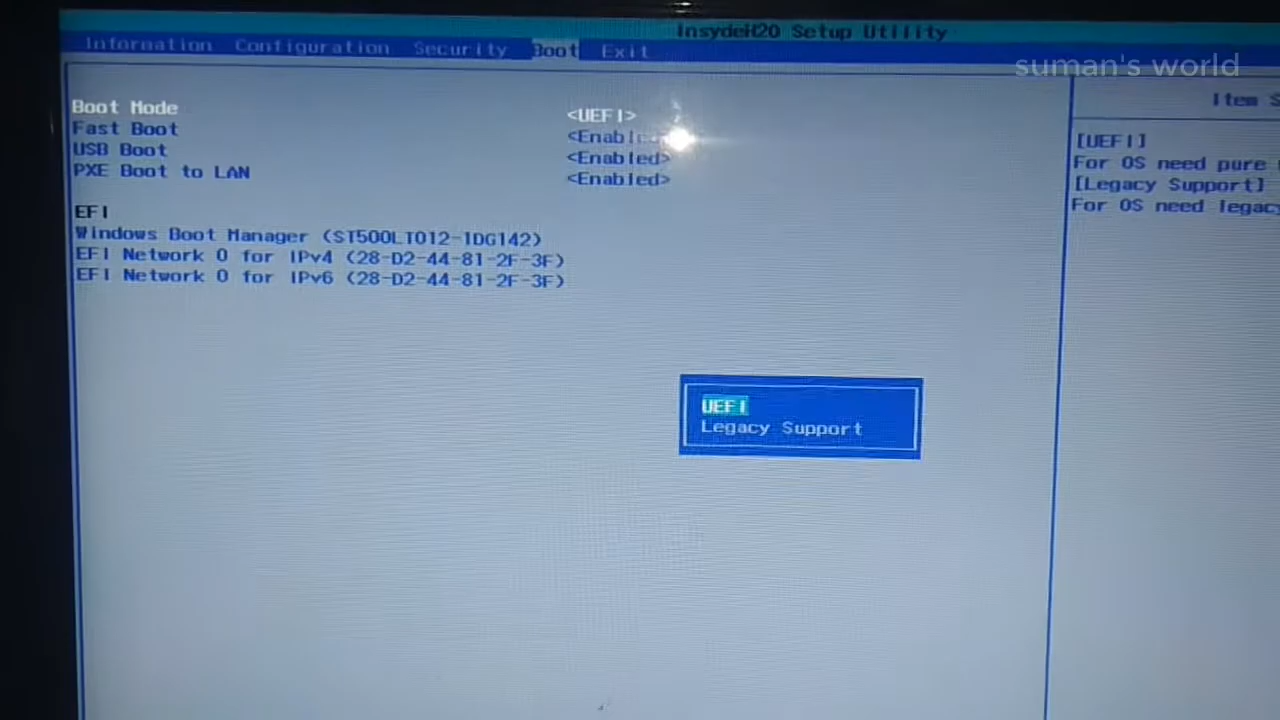 InsydeH20 Setup Utility
Information Configuration Security Boot Exit
suman's world
Item
Boot Mode <UEFI>
Fast Boot
USB Boot <Enabled>
PXE Boot to LAN <Enabled>
EFI
Windows Boot Manager (ST500LT012-1DG142)
EFI Network 0 for IPv4 (28-D2-44-81-2F-3F)
EFI Network 0 for IPv6 (28-D2-44-81-2F-3F)
[UEFI]
For OS need pure
[Legacy Support]
For OS need legacy
UEFI
Legacy Support